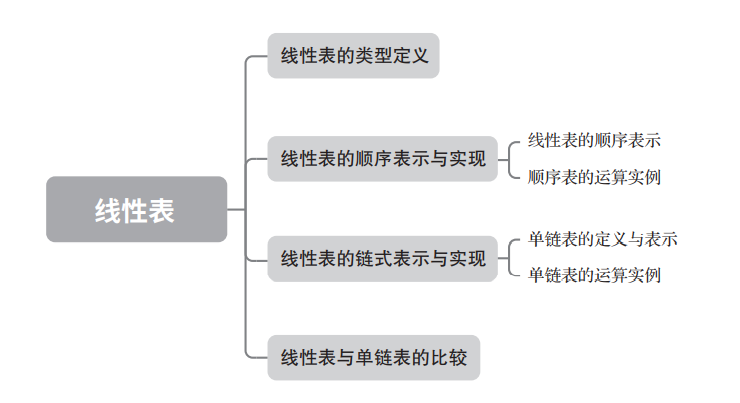 线性表
线性表的类型定义
线性表的顺序表示与实现
线性表的顺序表示
顺序表的运算实例
线性表的链式表示与实现
单链表的定义与表示
单链表的运算实例
线性表与单链表的比较